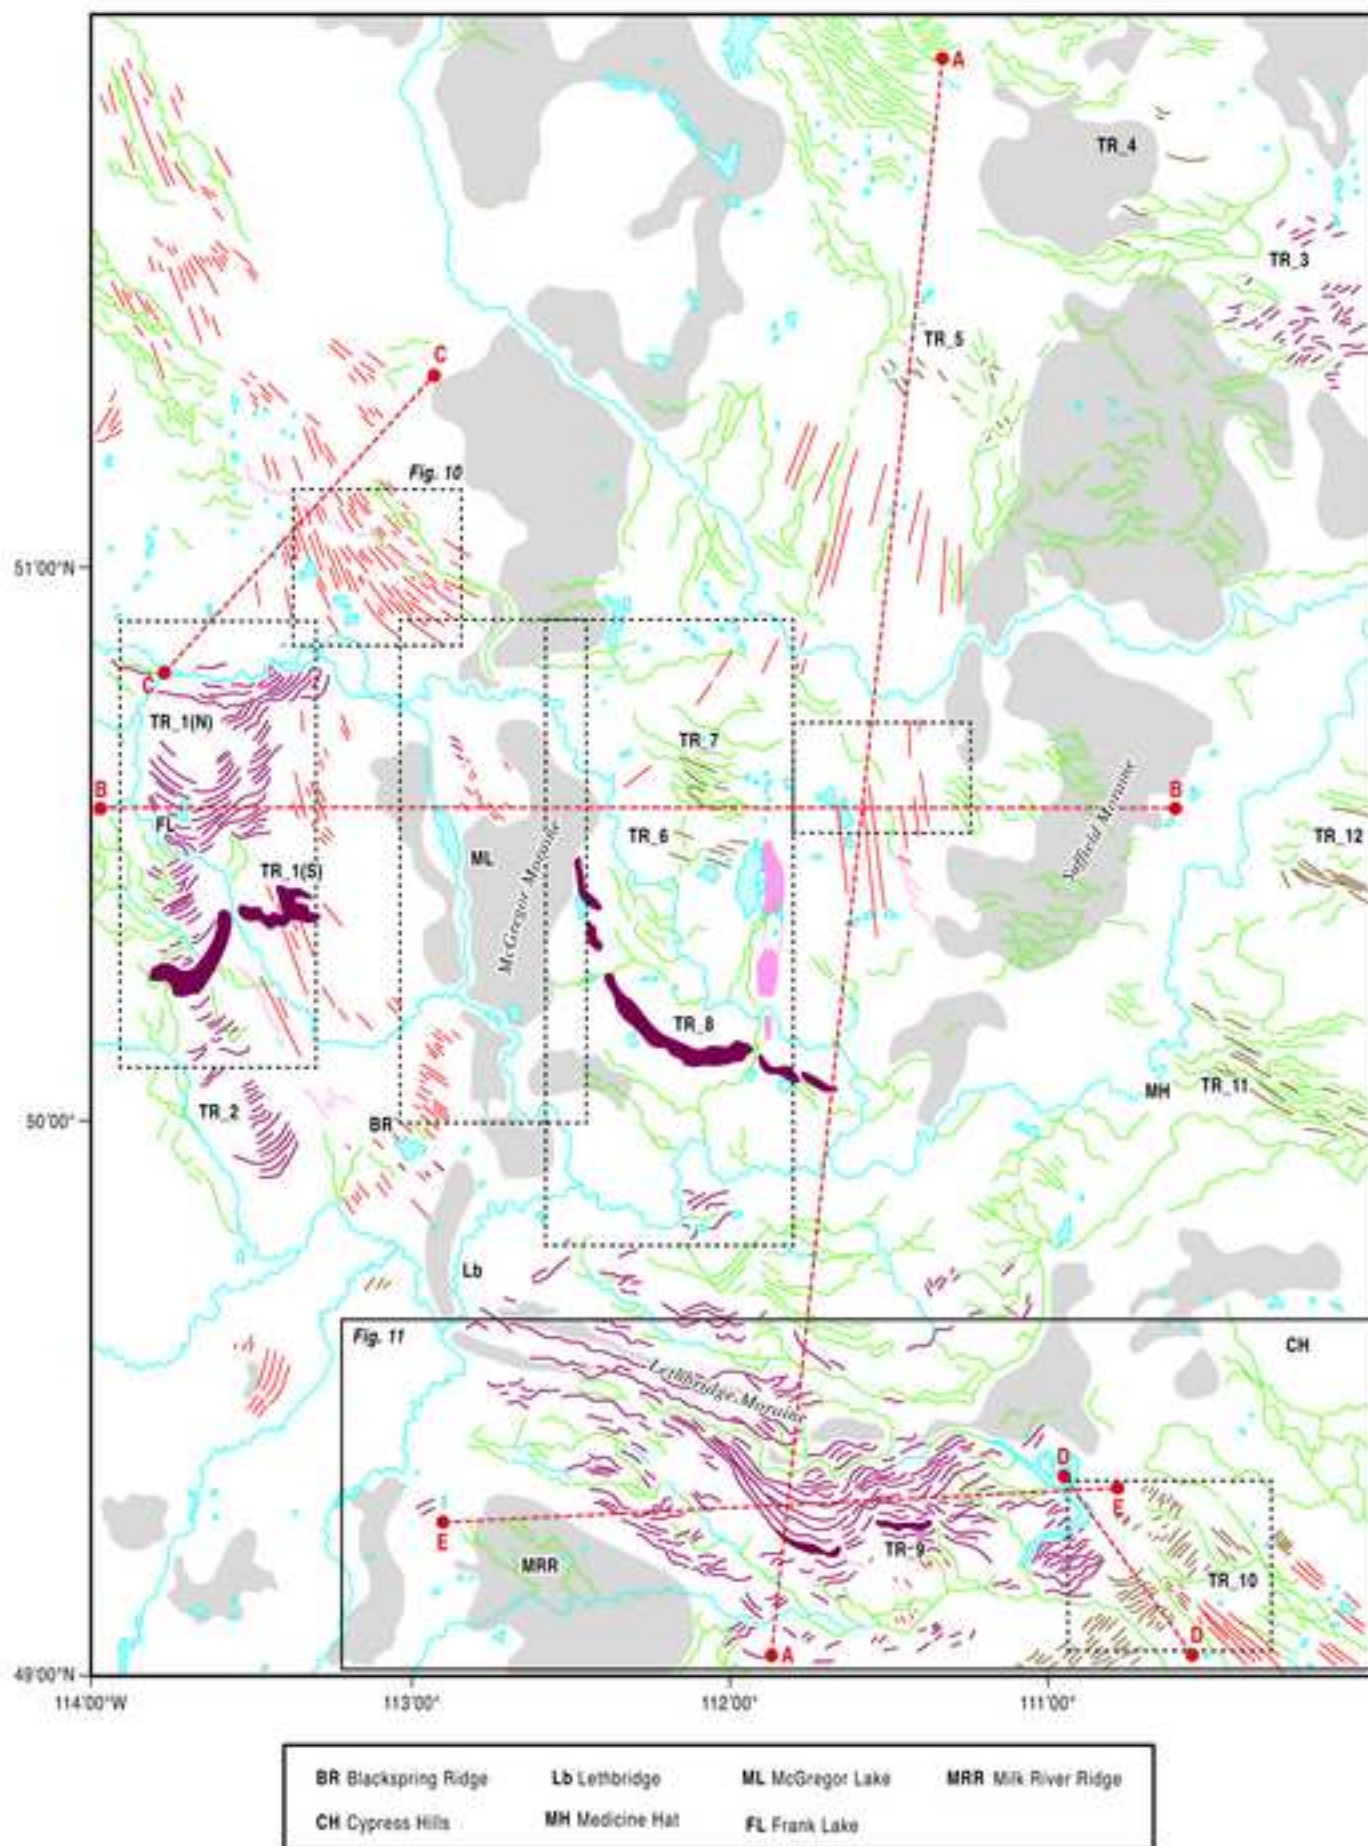 A
TR_4
TR_3
TR_5
C
Fig. 10
51°00"N
C
TR_1(N)
TR_7
B
B
FL
TR_6
TR_12
ML
Suffield Moraine
TR_1(S)
McGregor Moraine
TR_8
MH
TR_11
TR_2
50°00"
BR
Lb
Fig. 11
CH
Lethbridge Moraine
D
E
E
TR_9
MRR
TR_10
D
A
49°00"N
114°00"W 113°00" 112°00" 111°00"
BR Blackspring Ridge Lb Lethbridge ML McGregor Lake MRR Milk River Ridge
CH Cypress Hills MH Medicine Hat FL Frank Lake